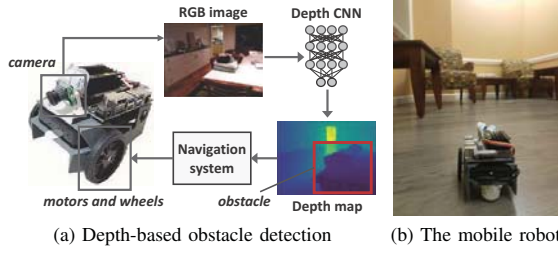 RGB image
Depth CNN
camera
Navigation
system
obstacle
motors and wheels
Depth map
(a) Depth-based obstacle detection
(b) The mobile robot